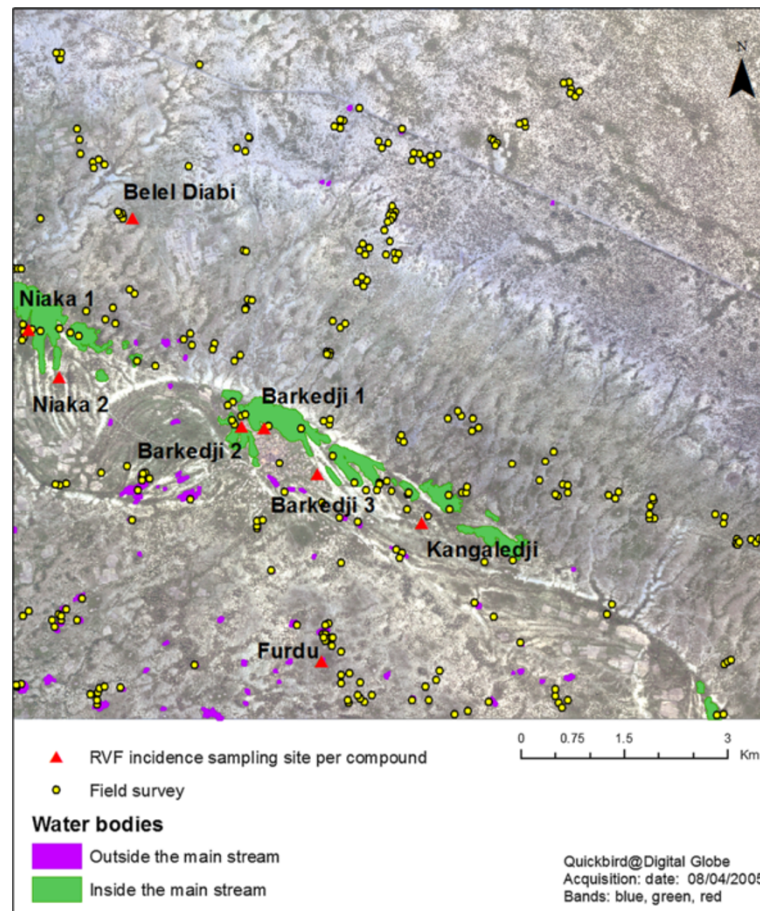 N
Belel Diabi
Niaka 1
Niaka 2
Barkedji 1
Barkedji 2
Barkedji 3
Kangaledji
Furdu
RVF incidence sampling site per compound
Field survey
Water bodies
Outside the main stream
Inside the main stream
0 0.75 1.5 3
Km
Quickbird@Digital Globe
Acquisition: date: 08/04/2005
Bands: blue, green, red